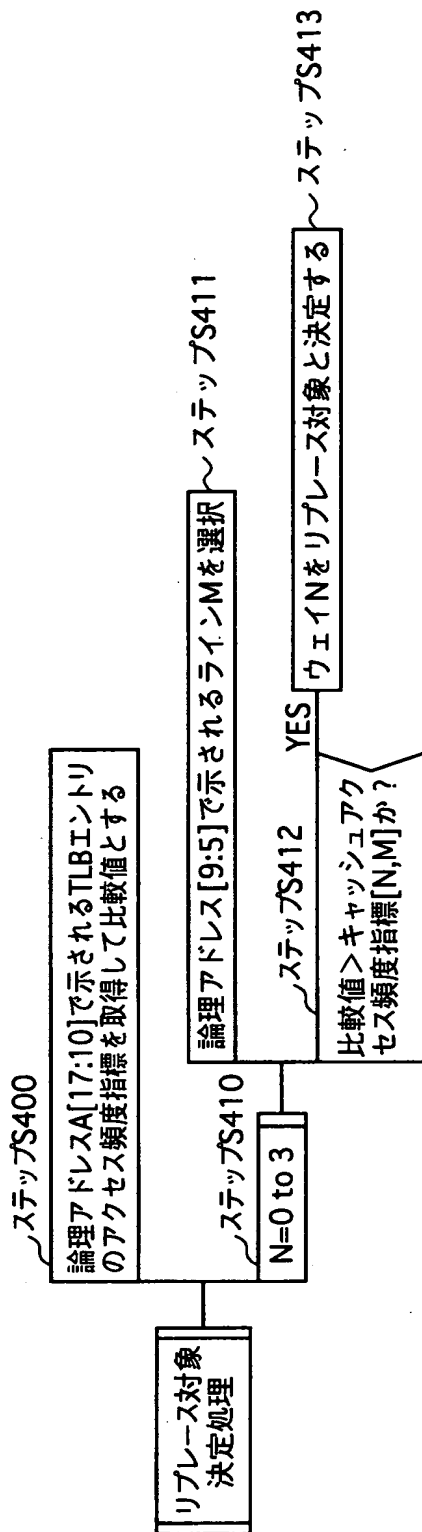 リプレース対象
決定処理
ステップS400
論理アドレスA[17:10]で示されるTLBエントリ
のアクセス頻度指標を取得して比較値とする
ステップS410
N=0 to 3
論理アドレス[9:5]で示されるラインMを選択
ステップS411
ステップS412
比較値>キャッシュアク
セス頻度指標[N,M]か?
YES
ウェイNをリプレース対象と決定する
ステップS413